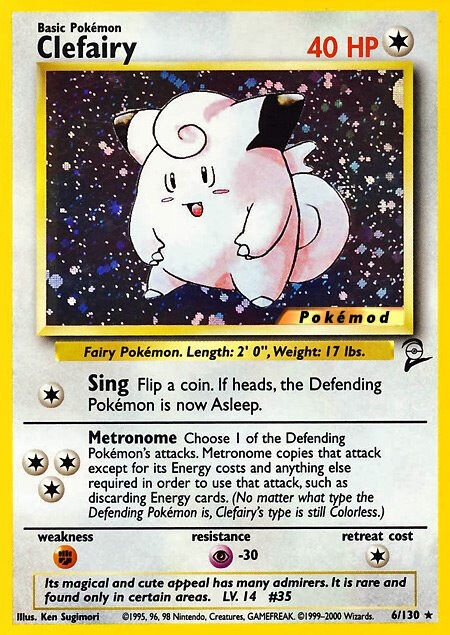 Basic Pokémon
Clefairy
40 HP
Pokémod
Fairy Pokémon. Length: 2' 0", Weight: 17 lbs.
2
Sing Flip a coin. If heads, the Defending
Pokémon is now Asleep.
Metronome Choose 1 of the Defending
Pokémon's attacks. Metronome copies that attack
except for its Energy costs and anything else
required in order to use that attack, such as
discarding Energy cards. (No matter what type the
Defending Pokémon is, Clefairy's type is still Colorless.)
weakness
resistance
retreat cost
-30
Its magical and cute appeal has many admirers. It is rare and
found only in certain areas. LV. 14 #35
Illus. Ken Sugimori
©1995, 96, 98 Nintendo, Creatures, GAMEFREAK. ©1999-2000 Wizards.
6/130 ★